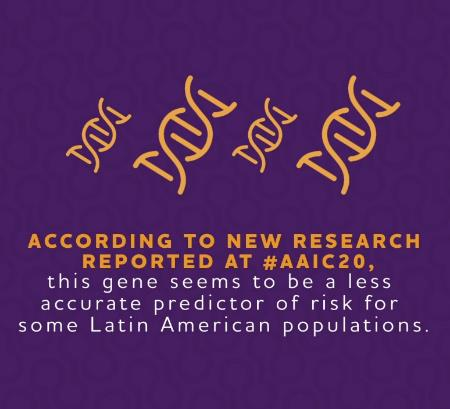 ACCORDING TO NEW RESEARCH
REPORTED AT #AAIC20,
this gene seems to be a less
accurate predictor of risk for
some Latin American populations.